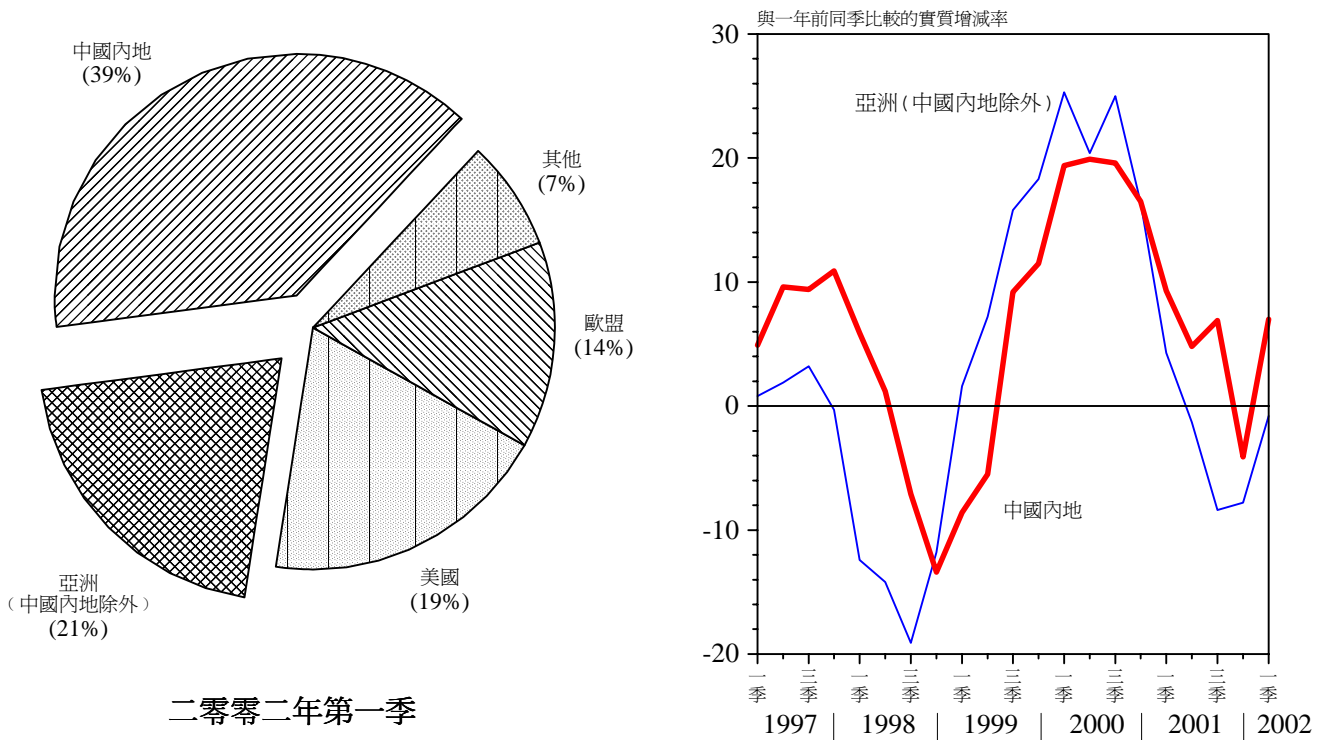 中國內地
(39%)
其他
(7%)
歐盟
(14%)
美國
(19%)
亞洲
（中國內地除外）
(21%)
二零零二年第一季
與一年前同季比較的實質增減率
30
20
10
0
-10
-20
亞洲(中國內地除外)
中國內地
一季 三季 一季 三季 一季 三季 一季 三季 一季 三季 一季
1997 1998 1999 2000 2001 2002